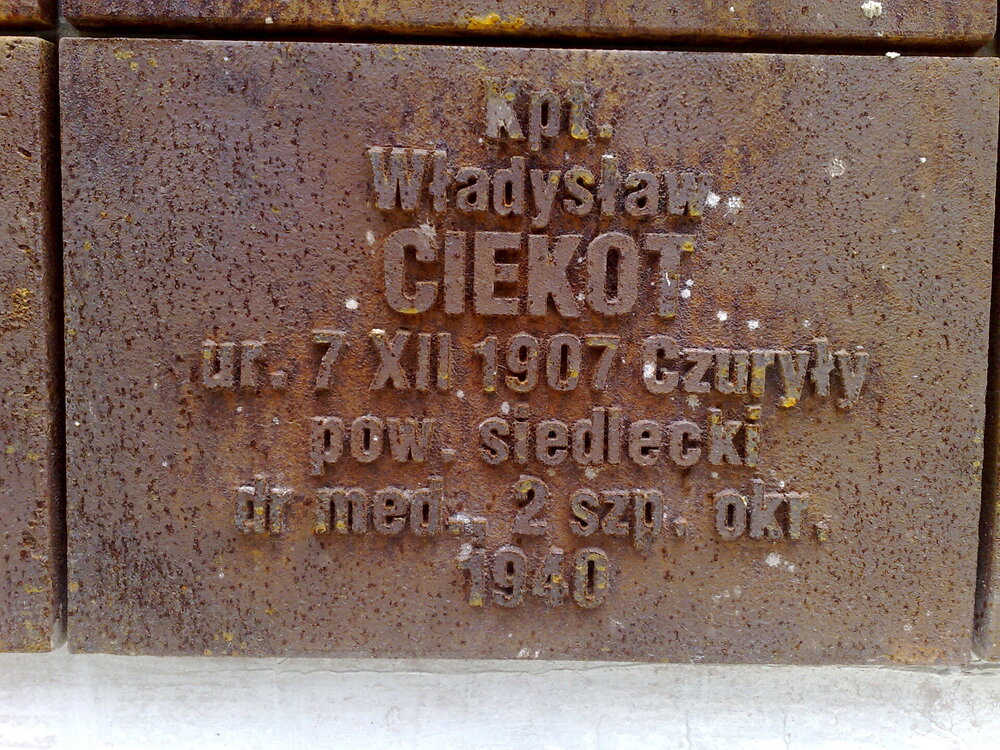 Kpt.
Władysław
CIEKOT
ur. 7 XII 1907 Czuryły
pow. siedlecki
dr med., 2 szp. okr.
1940